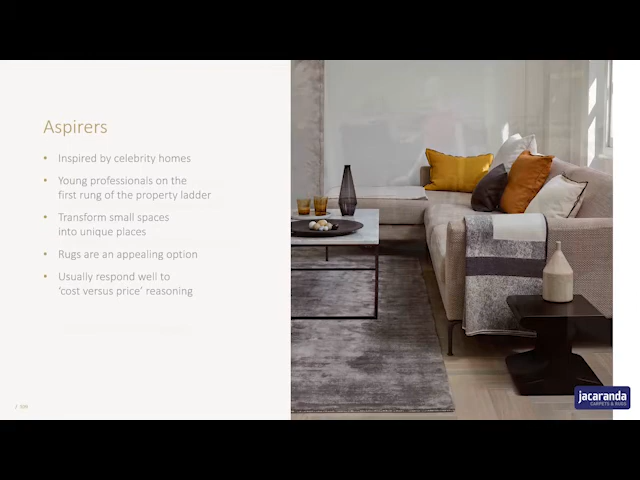 Aspirers
• Inspired by celebrity homes
• Young professionals on the
first rung of the property ladder
• Transform small spaces
into unique places
• Rugs are an appealing option
• Usually respond well to
‘cost versus price’ reasoning
jacaranda
CARPETS & RUGS